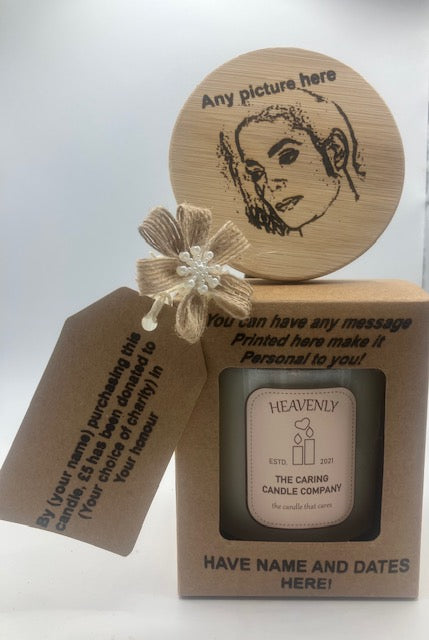 Any picture here
You can have any message
Printed here make it
Personal to you!
By (your name) purchasing this
candle, £5 has been donated to
(Your choice of charity) in
Your honour
HEAVENLY
ESTD. 2021
THE CARING
CANDLE COMPANY
the candle that cares
HAVE NAME AND DATES
HERE!